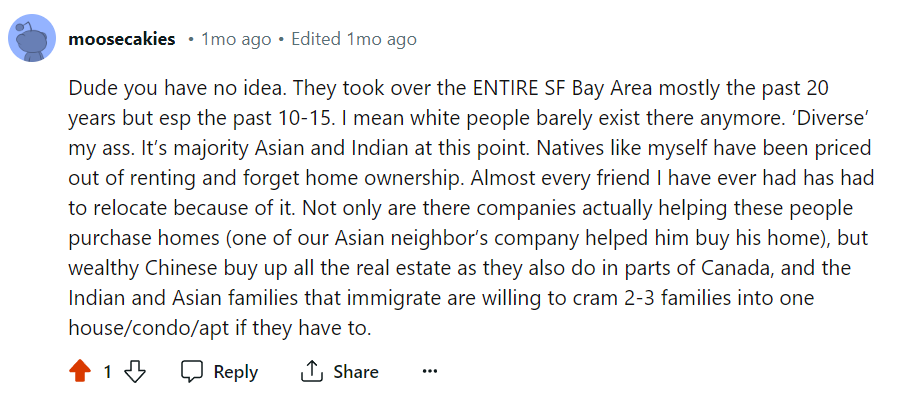 moosecakies • 1mo ago • Edited 1mo ago
Dude you have no idea. They took over the ENTIRE SF Bay Area mostly the past 20
years but esp the past 10-15. I mean white people barely exist there anymore. ‘Diverse’
my ass. It’s majority Asian and Indian at this point. Natives like myself have been priced
out of renting and forget home ownership. Almost every friend I have ever had has had
to relocate because of it. Not only are there companies actually helping these people
purchase homes (one of our Asian neighbor’s company helped him buy his home), but
wealthy Chinese buy up all the real estate as they also do in parts of Canada, and the
Indian and Asian families that immigrate are willing to cram 2-3 families into one
house/condo/apt if they have to.
1 Reply Share ...